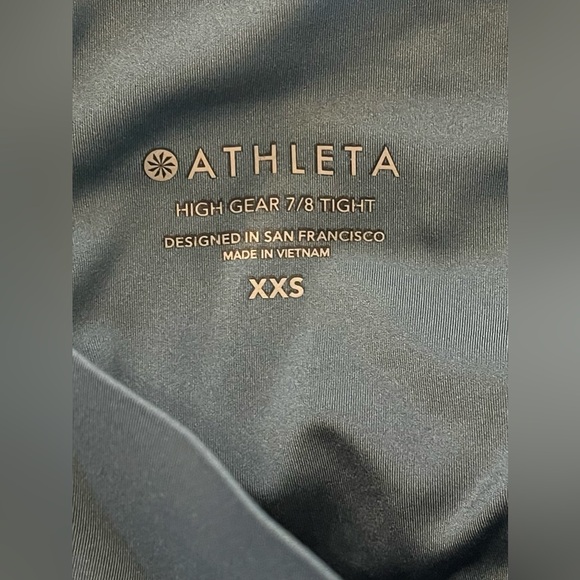 ATHLETA
HIGH GEAR 7/8 TIGHT
DESIGNED IN SAN FRANCISCO
MADE IN VIETNAM
XXS